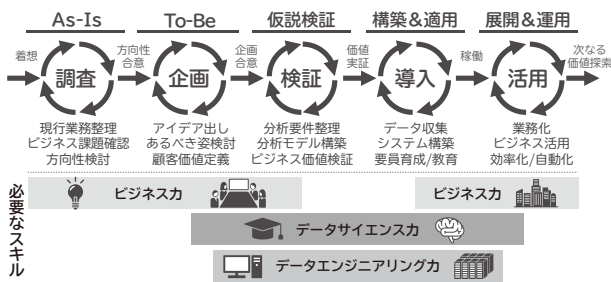 As-Is
To-Be
仮説検証
構築&適用
展開&運用
着想
調査
方向性
合意
企画
企画
合意
検証
価値
実証
導入
稼働
活用
次なる
価値探索
現行業務整理
ビジネス課題確認
方向性検討
アイデア出し
あるべき姿検討
顧客価値定義
分析要件整理
分析モデル構築
ビジネス価値検証
データ収集
システム構築
要員育成/教育
業務化
ビジネス活用
効率化/自動化
必要なスキル
ビジネス力
ビジネス力
データサイエンス力
データエンジニアリング力